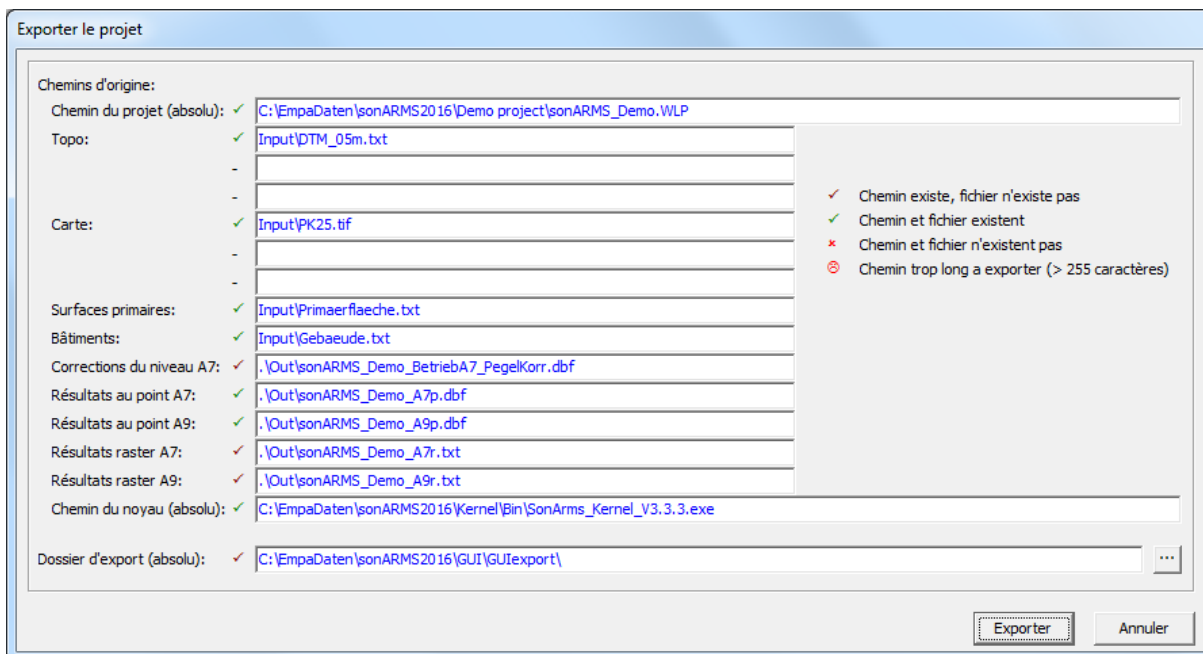 Exporter le projet
Chemins d'origine:
Chemin du projet (absolu): ✓ C:\EmpaDaten\sonARMS2016\Demo project\sonARMS_Demo.WLP
Topo: ✓ Input\DTM_05m.txt
-
-
✓ Chemin existe, fichier n'existe pas
Carte: ✓ Input\PK25.tif
✓ Chemin et fichier existent
-
× Chemin et fichier n'existent pas
-
☹ Chemin trop long a exporter (> 255 caractères)
Surfaces primaires: ✓ Input\Primaerflaeche.txt
Bâtiments: ✓ Input\Gebaeude.txt
Corrections du niveau A7: ✓ .\Out\sonARMS_Demo_BetriebA7_PegelKorr.dbf
Résultats au point A7: ✓ .\Out\sonARMS_Demo_A7p.dbf
Résultats au point A9: ✓ .\Out\sonARMS_Demo_A9p.dbf
Résultats raster A7: ✓ .\Out\sonARMS_Demo_A7r.txt
Résultats raster A9: ✓ .\Out\sonARMS_Demo_A9r.txt
Chemin du noyau (absolu): ✓ C:\EmpaDaten\sonARMS2016\Kernel\Bin\SonArms_Kernel_V3.3.3.exe
Dossier d'export (absolu): ✓ C:\EmpaDaten\sonARMS2016\GUI\GUIexport\ ...
Exporter Annuler